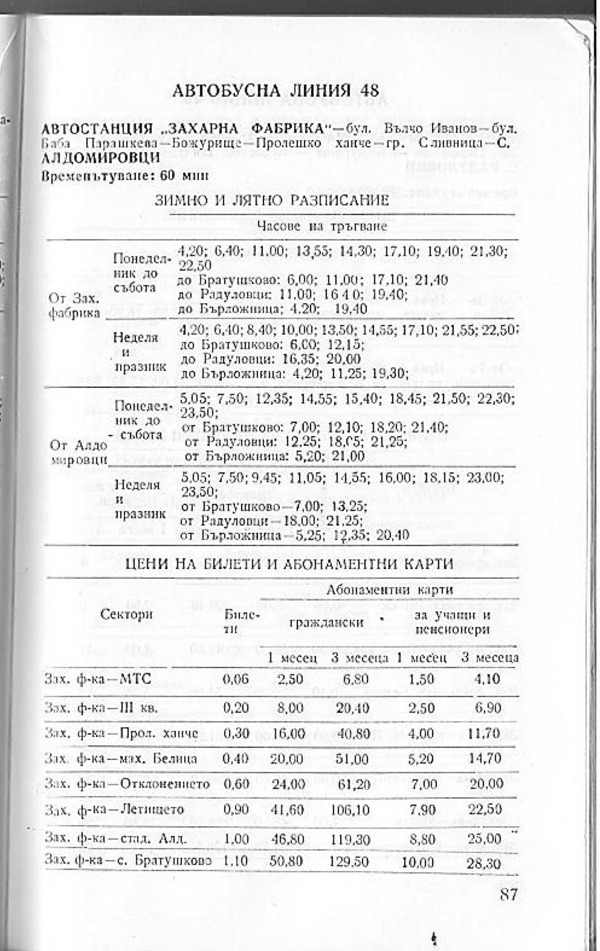 АВТОБУСНА ЛИНИЯ 48
АВТОСТАНЦИЯ „ЗАХАРНА ФАБРИКА“—бул. Вълчо Иванов—бул.
Баба Парашкева—Божурище—Пролешко ханче—гр. Сливница—С.
АЛДОМИРОВЦИ
Времепътуване: 60 мин
ЗИМНО И ЛЯТНО РАЗПИСАНИЕ
Часове на тръгване
От Зах. фабрика
Понеделник до събота
4,20; 6,40; 11,00; 13,55; 14,30; 17,10; 19,40; 21,30;
22,50
до Братушково: 6,00; 11,00; 17,10; 21,40
до Радуловци: 11,00; 16 40; 19,40;
до Бърложница; 4,20; 19,40
Неделя и празник
4,20; 6,40; 8,40; 10,00; 13,50; 14,55; 17,10; 21,55; 22,50;
до Братушково: 6,00; 12,15;
до Радуловци: 16,35; 20,00
до Бърложница: 4,20; 11,25; 19,30;
От Алдо мировци
Понедел-ник до - събота
5,05; 7,50; 12,35; 14,55; 15,40; 18,45; 21,50; 22,30;
23,50;
от Братушково: 7,00; 12,10; 18,20; 21,40;
от Радуловци: 12,25; 18,05; 21,25;
от Бърложница: 5,20; 21,00
Неделя и празник
5,05; 7,50; 9,45; 11,05; 14,55; 16,00; 18,15; 23,00;
23,50;
от Братушково—7,00; 13,25;
от Радуловци—18,00; 21,25;
от Бърложница—5,25; 12,35; 20,40
ЦЕНИ НА БИЛЕТИ И АБОНАМЕНТНИ КАРТИ
Абонаментни карти
Сектори Биле-ти граждански за учащи и пенсионери
1 месец 3 месеца 1 месец 3 месеца
Зах. ф-ка—МТС 0,06 2,50 6,80 1,50 4,10
Зах. ф-ка—III кв. 0,20 8,00 20,40 2,50 6,90
Зах. ф-ка—Прол. ханче 0,30 16,00 40,80 4,00 11,70
Зах. ф-ка—мах. Белица 0,40 20,00 51,00 5,20 14,70
Зах. ф-ка—Отклонението 0,60 24,00 61,20 7,00 20,00
Зах. ф-ка—Летището 0,90 41,60 106,10 7,90 22,50
Зах. ф-ка—стад. Алд. 1,00 46,80 119,30 8,80 25,00
Зах. ф-ка—с. Братушково 1,10 50,80 129,50 10,00 28,30
87